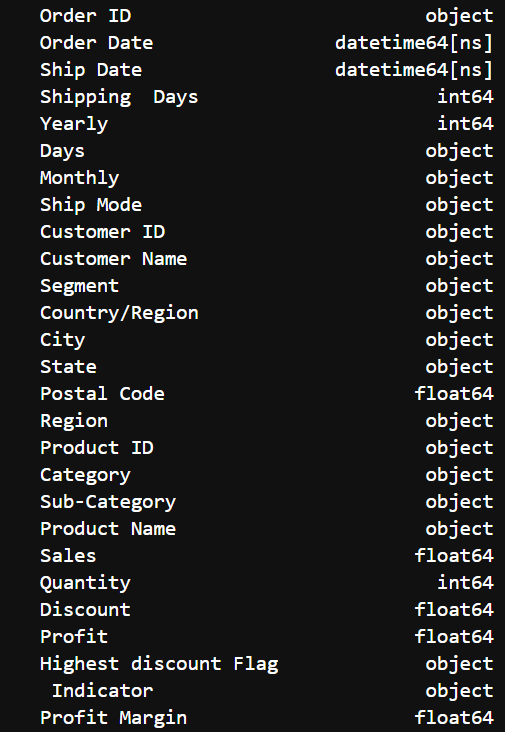 Order ID object
Order Date datetime64[ns]
Ship Date datetime64[ns]
Shipping  Days int64
Yearly int64
Days object
Monthly object
Ship Mode object
Customer ID object
Customer Name object
Segment object
Country/Region object
City object
State object
Postal Code float64
Region object
Product ID object
Category object
Sub-Category object
Product Name object
Sales float64
Quantity int64
Discount float64
Profit float64
Highest discount Flag object
 Indicator object
Profit Margin float64